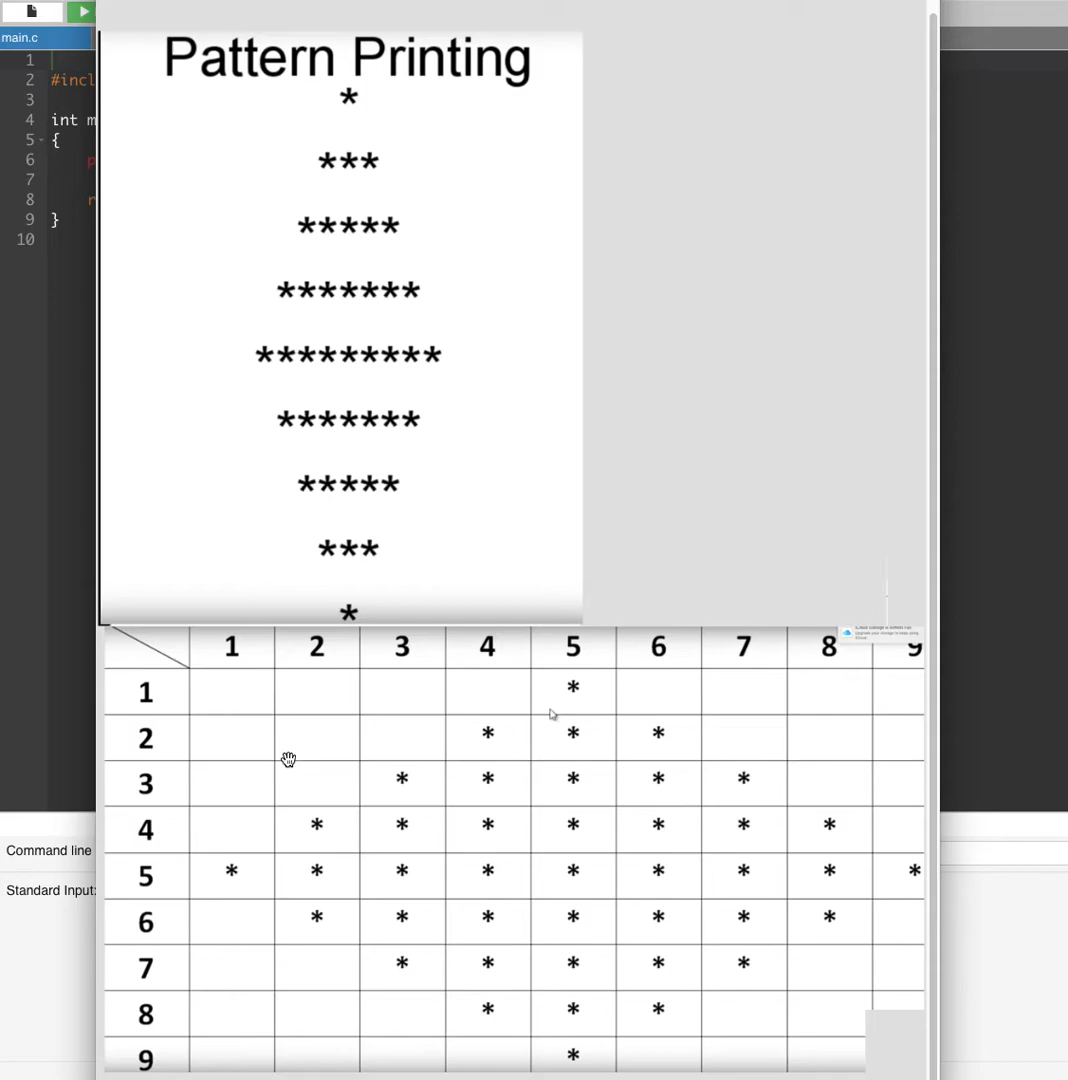 main.c
1
2 #incl
3
4 int m
5 {
6 p
7
8 r
9 }
10
Pattern Printing
*
***
*****
*******
*********
*******
*****
***
*
1 2 3 4 5 6 7 8 9
1 *
2 * * *
3 * * * * *
4 * * * * * * *
5 * * * * * * * * *
6 * * * * * * *
7 * * * * *
8 * * *
9 *
Command line
Standard Input: